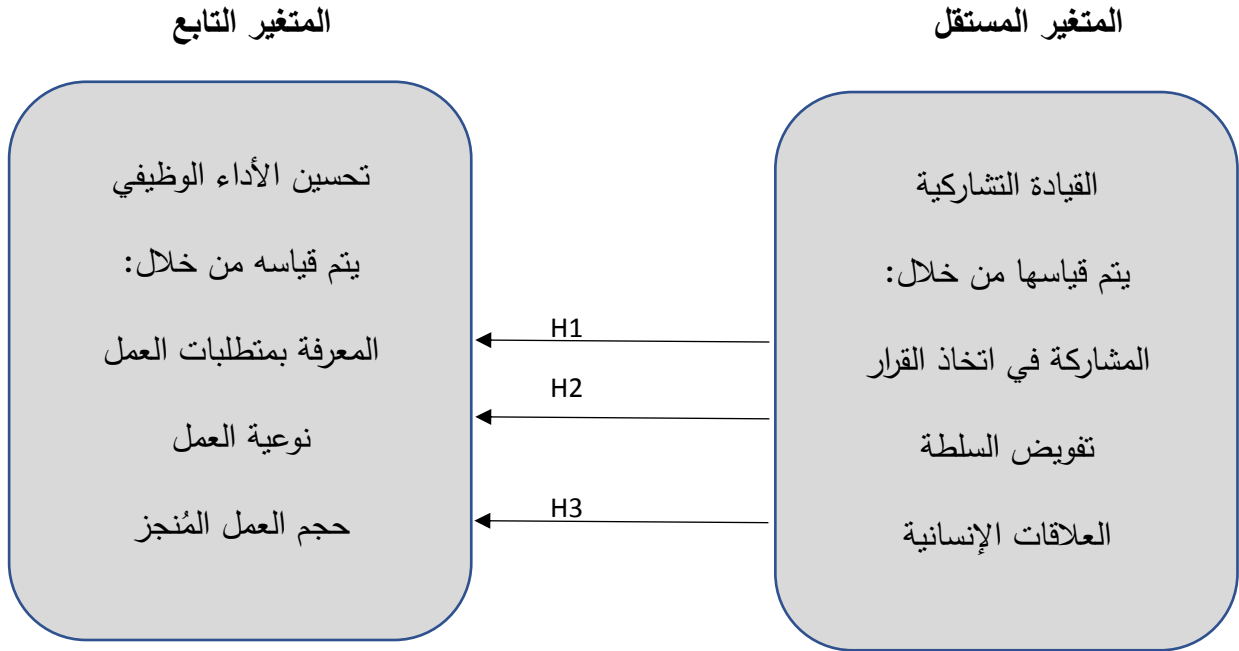 المتغير المستقل
المتغير التابع
القيادة التشاركية
يتم قياسها من خلال:
المشاركة في اتخاذ القرار
تفويض السلطة
العلاقات الإنسانية
H1
H2
H3
تحسين الأداء الوظيفي
يتم قياسه من خلال:
المعرفة بمتطلبات العمل
نوعية العمل
حجم العمل المُنجز